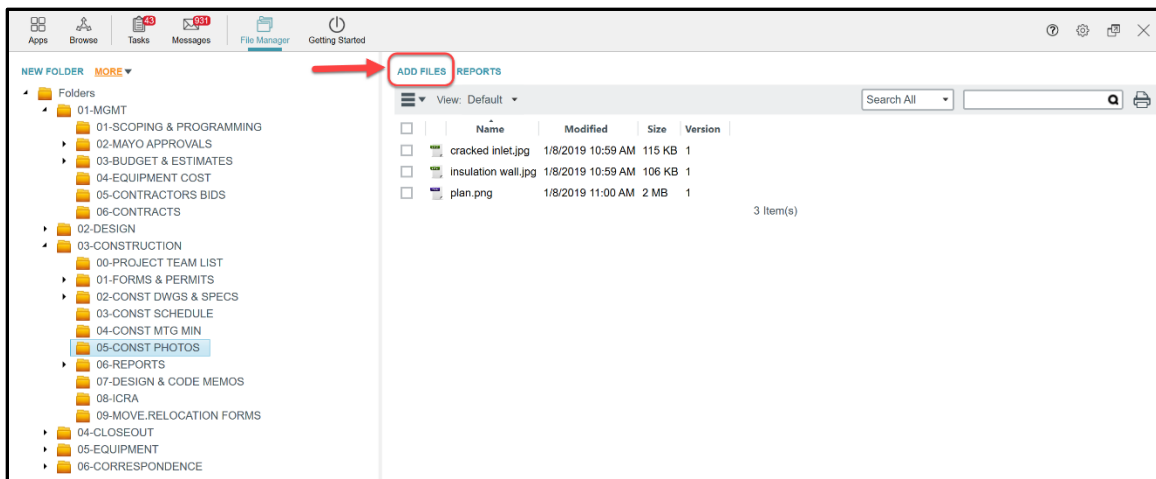 43 931
Apps Browse Tasks Messages File Manager Getting Started
NEW FOLDER MORE
ADD FILES REPORTS
Folders
01-MGMT
01-SCOPING & PROGRAMMING
02-MAYO APPROVALS
03-BUDGET & ESTIMATES
04-EQUIPMENT COST
05-CONTRACTORS BIDS
06-CONTRACTS
02-DESIGN
03-CONSTRUCTION
00-PROJECT TEAM LIST
01-FORMS & PERMITS
02-CONST DWGS & SPECS
03-CONST SCHEDULE
04-CONST MTG MIN
05-CONST PHOTOS
06-REPORTS
07-DESIGN & CODE MEMOS
08-ICRA
09-MOVE,RELOCATION FORMS
04-CLOSEOUT
05-EQUIPMENT
06-CORRESPONDENCE
View: Default Search All
Name Modified Size Version
cracked inlet.jpg 1/8/2019 10:59 AM 115 KB 1
insulation wall.jpg 1/8/2019 10:59 AM 106 KB 1
plan.png 1/8/2019 11:00 AM 2 MB 1
3 Item(s)